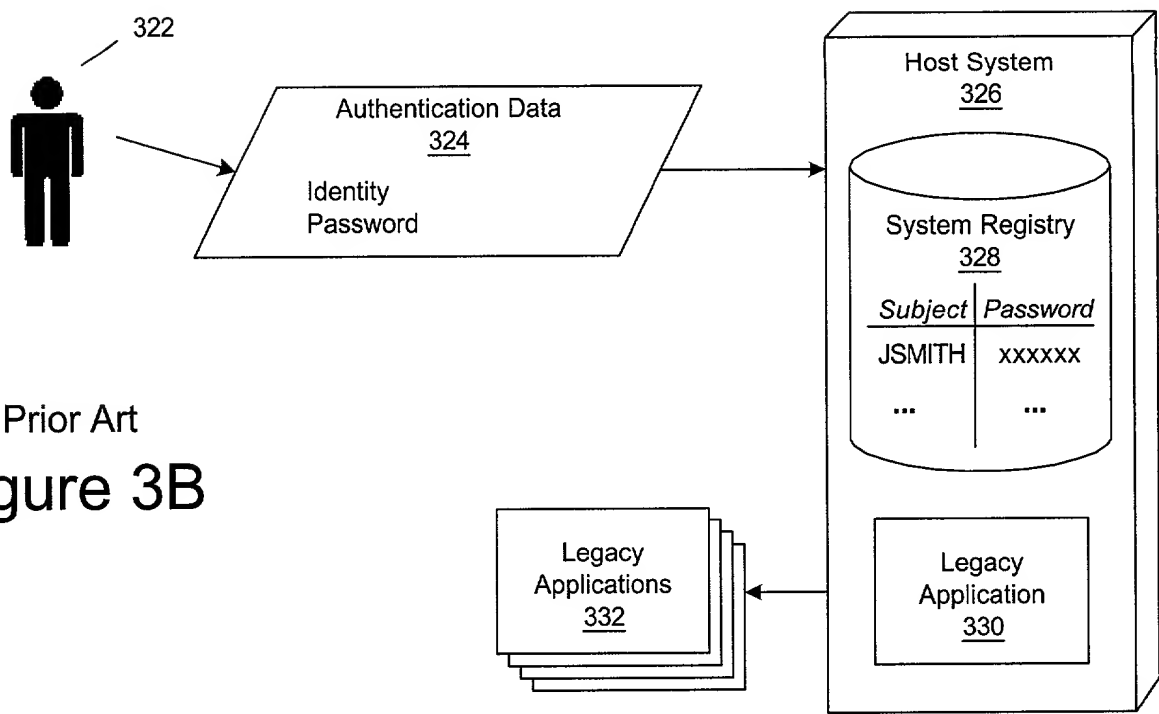 322
Authentication Data
324
Identity
Password
Host System
326
System Registry
328
Subject Password
JSMITH xxxxxx
... ...
Prior Art
gure 3B
Legacy
Applications
332
Legacy
Application
330